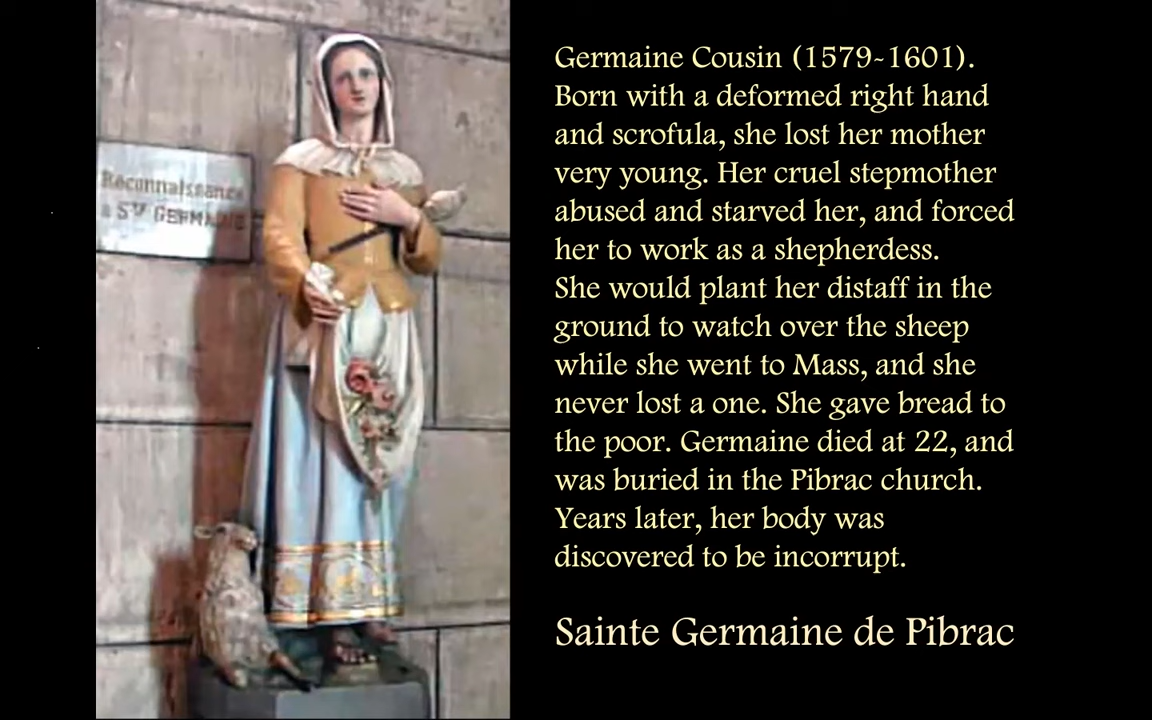 Reconnaissance
à Ste GERMAINE
Germaine Cousin (1579-1601).
Born with a deformed right hand
and scrofula, she lost her mother
very young. Her cruel stepmother
abused and starved her, and forced
her to work as a shepherdess.
She would plant her distaff in the
ground to watch over the sheep
while she went to Mass, and she
never lost a one. She gave bread to
the poor. Germaine died at 22, and
was buried in the Pibrac church.
Years later, her body was
discovered to be incorrupt.
Sainte Germaine de Pibrac